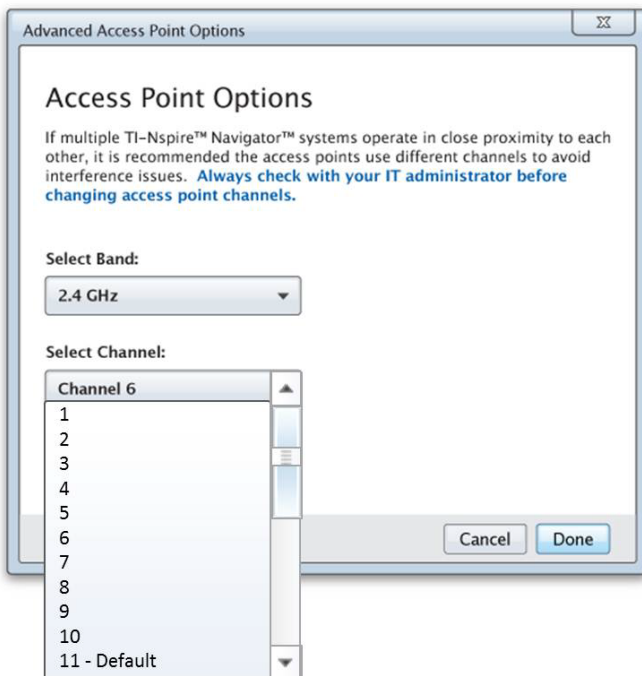 Advanced Access Point Options
Access Point Options
If multiple TI-Nspire™ Navigator™ systems operate in close proximity to each
other, it is recommended the access points use different channels to avoid
interference issues. Always check with your IT administrator before
changing access point channels.
Select Band:
2.4 GHz
Select Channel:
Channel 6
1
2
3
4
5
6
7
8
9
10
11 - Default
Cancel Done